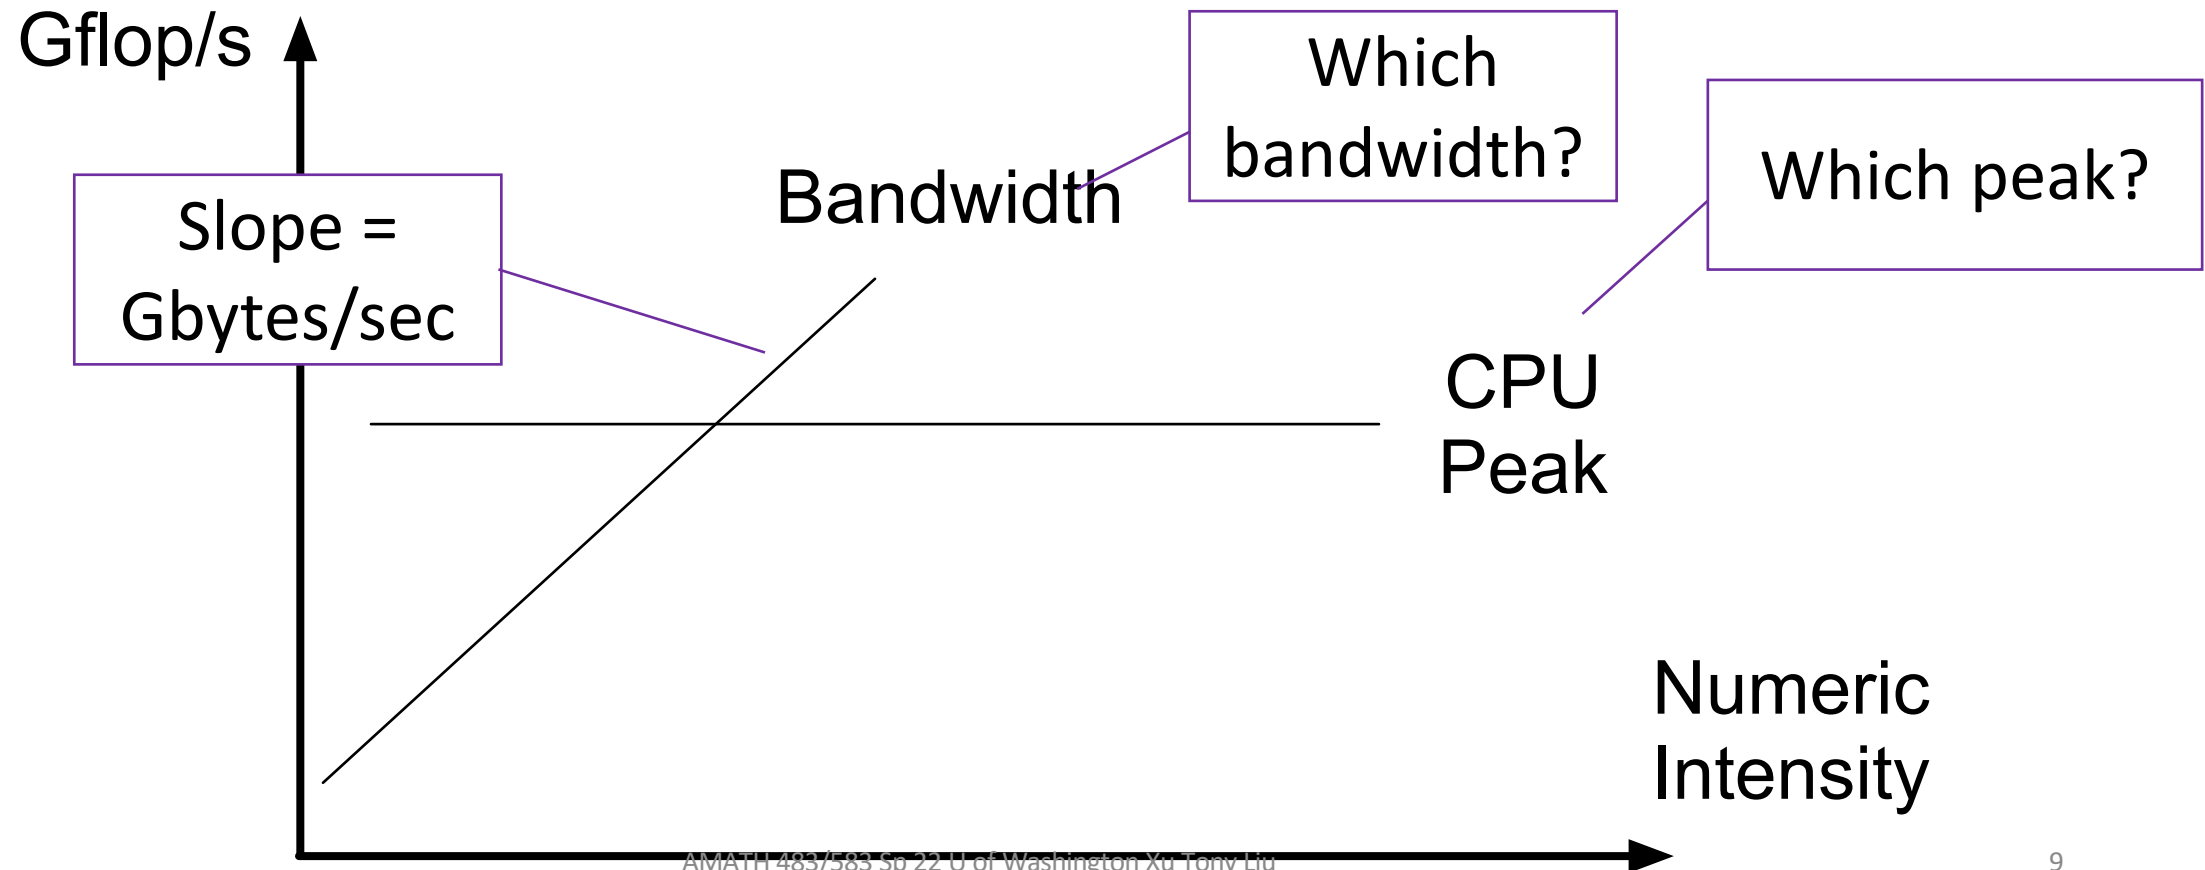 Gflop/s
Which
bandwidth?
Which peak?
Bandwidth
Slope =
Gbytes/sec
CPU
Peak
Numeric
Intensity
AMATH 483/583 Sp 22 U of Washington Xu Tony Liu
9